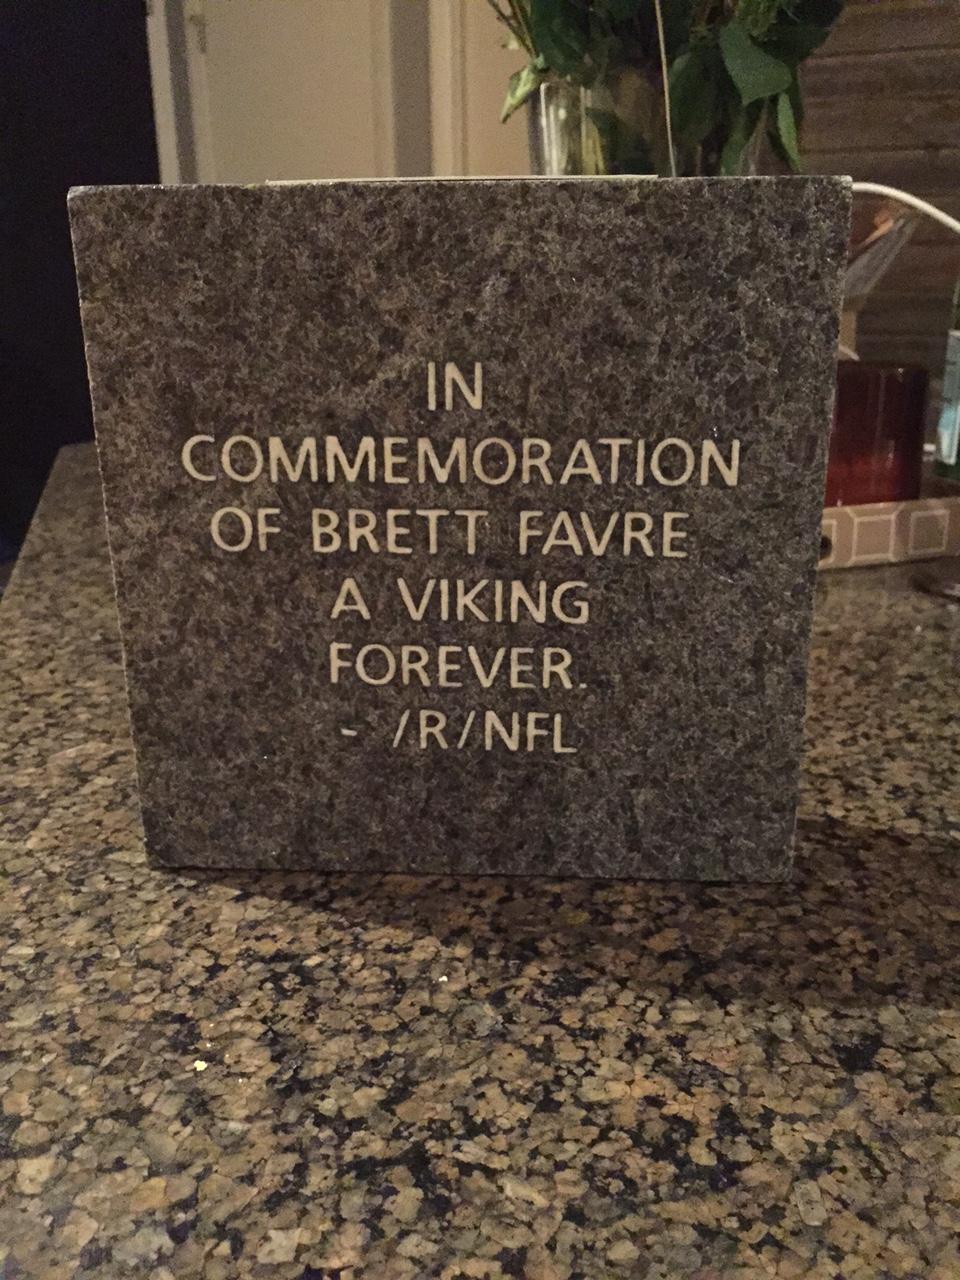 IN
COMMEMORATION
OF BRETT FAVRE
A VIKING
FOREVER.
- /R/NFL